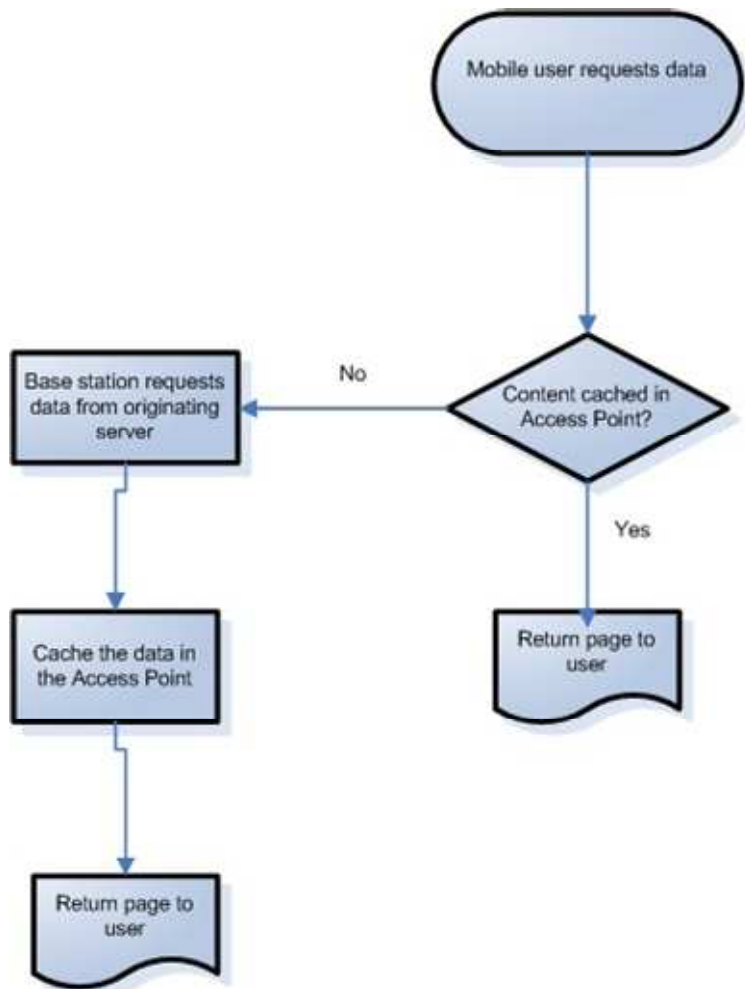 Mobile user requests data
Content cached in
Access Point?
No
Base station requests
data from originating
server
Yes
Cache the data in
the Access Point
Return page to
user
Return page to
user